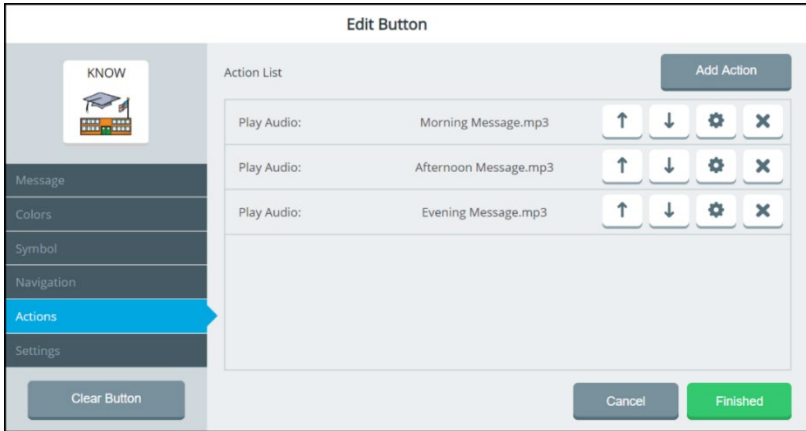 Edit Button
KNOW
Message
Colors
Symbol
Navigation
Actions
Settings
Clear Button
Action List
Add Action
Play Audio: Morning Message.mp3
Play Audio: Afternoon Message.mp3
Play Audio: Evening Message.mp3
Cancel
Finished